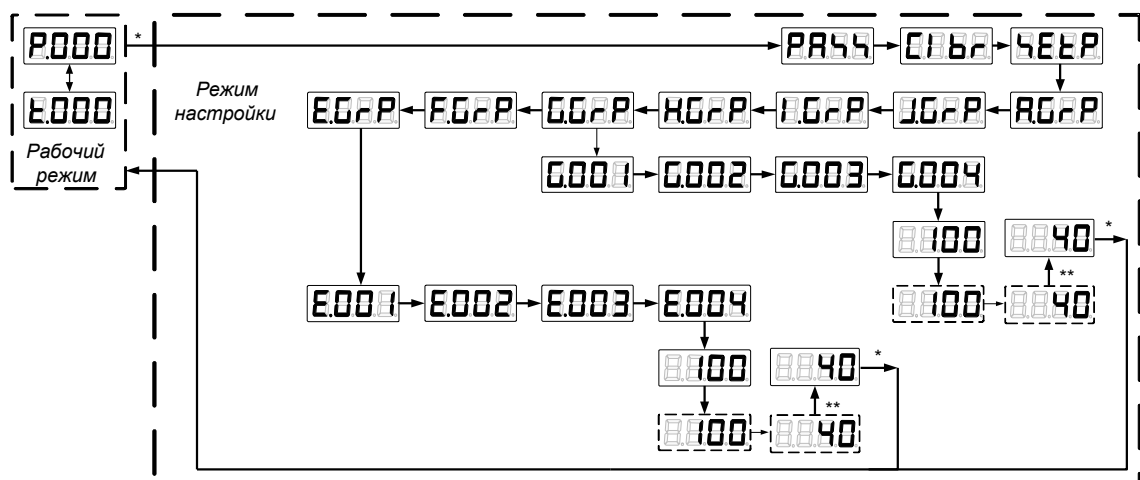 P.000
*
PASS
Clbr
SEtP
t.000
Режим
настройки
E.GrP
F.GrP
G.GrP
H.GrP
I.GrP
J.GrP
A.GrP
Рабочий
режим
G.001
G.002
G.003
G.004
100
40
*
**
E.001
E.002
E.003
E.004
100
40
100
40
*
**
100
40